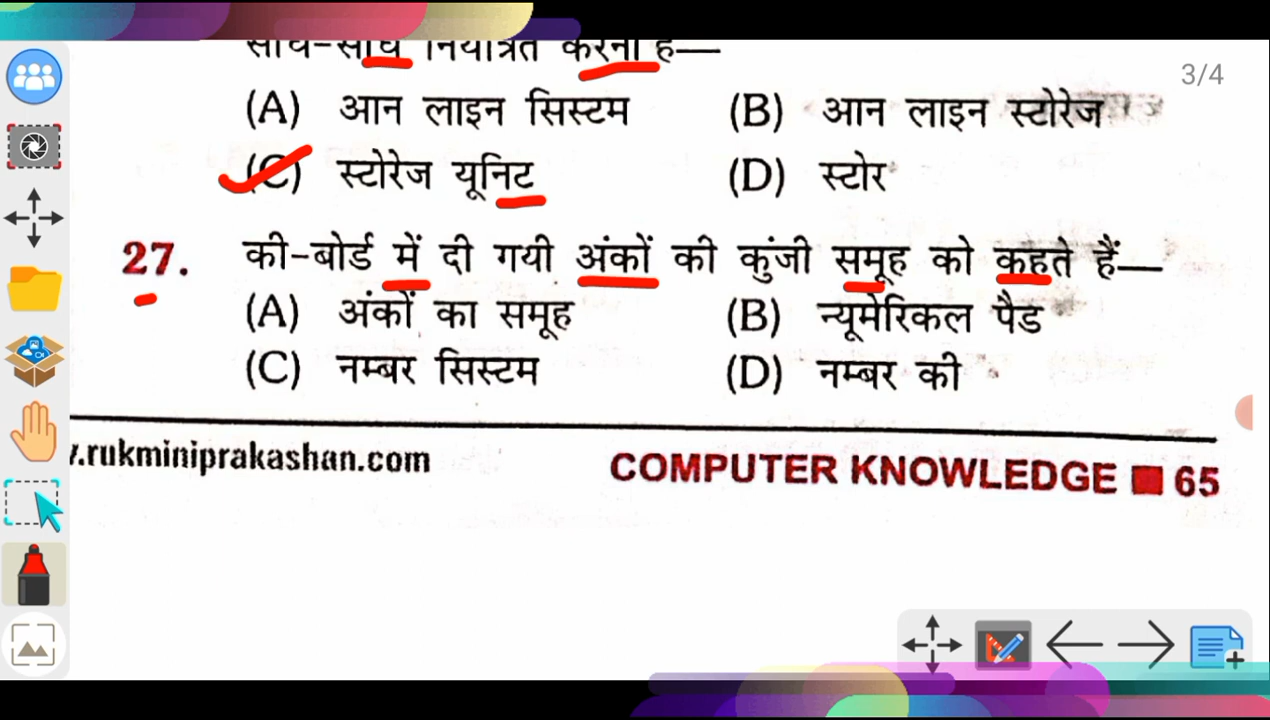 साथ-साथ नियंत्रित करना है—
3/4
(A) आन लाइन सिस्टम (B) आन लाइन स्टोरेज
(C) स्टोरेज यूनिट (D) स्टोर
27. की-बोर्ड में दी गयी अंकों की कुंजी समूह को कहते हैं—
(A) अंकों का समूह (B) न्यूमेरिकल पैड
(C) नम्बर सिस्टम (D) नम्बर की
.rukminiprakashan.com
COMPUTER KNOWLEDGE ■ 65